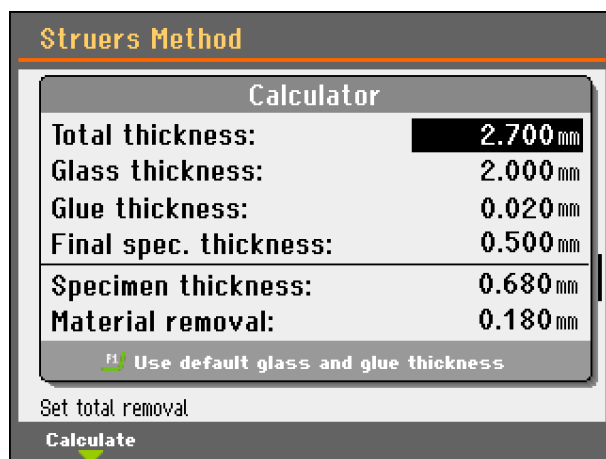 Struers Method
Calculator
Total thickness: 2.700 mm
Glass thickness: 2.000 mm
Glue thickness: 0.020 mm
Final spec. thickness: 0.500 mm
Specimen thickness: 0.680 mm
Material removal: 0.180 mm
F1 Use default glass and glue thickness
Set total removal
Calculate